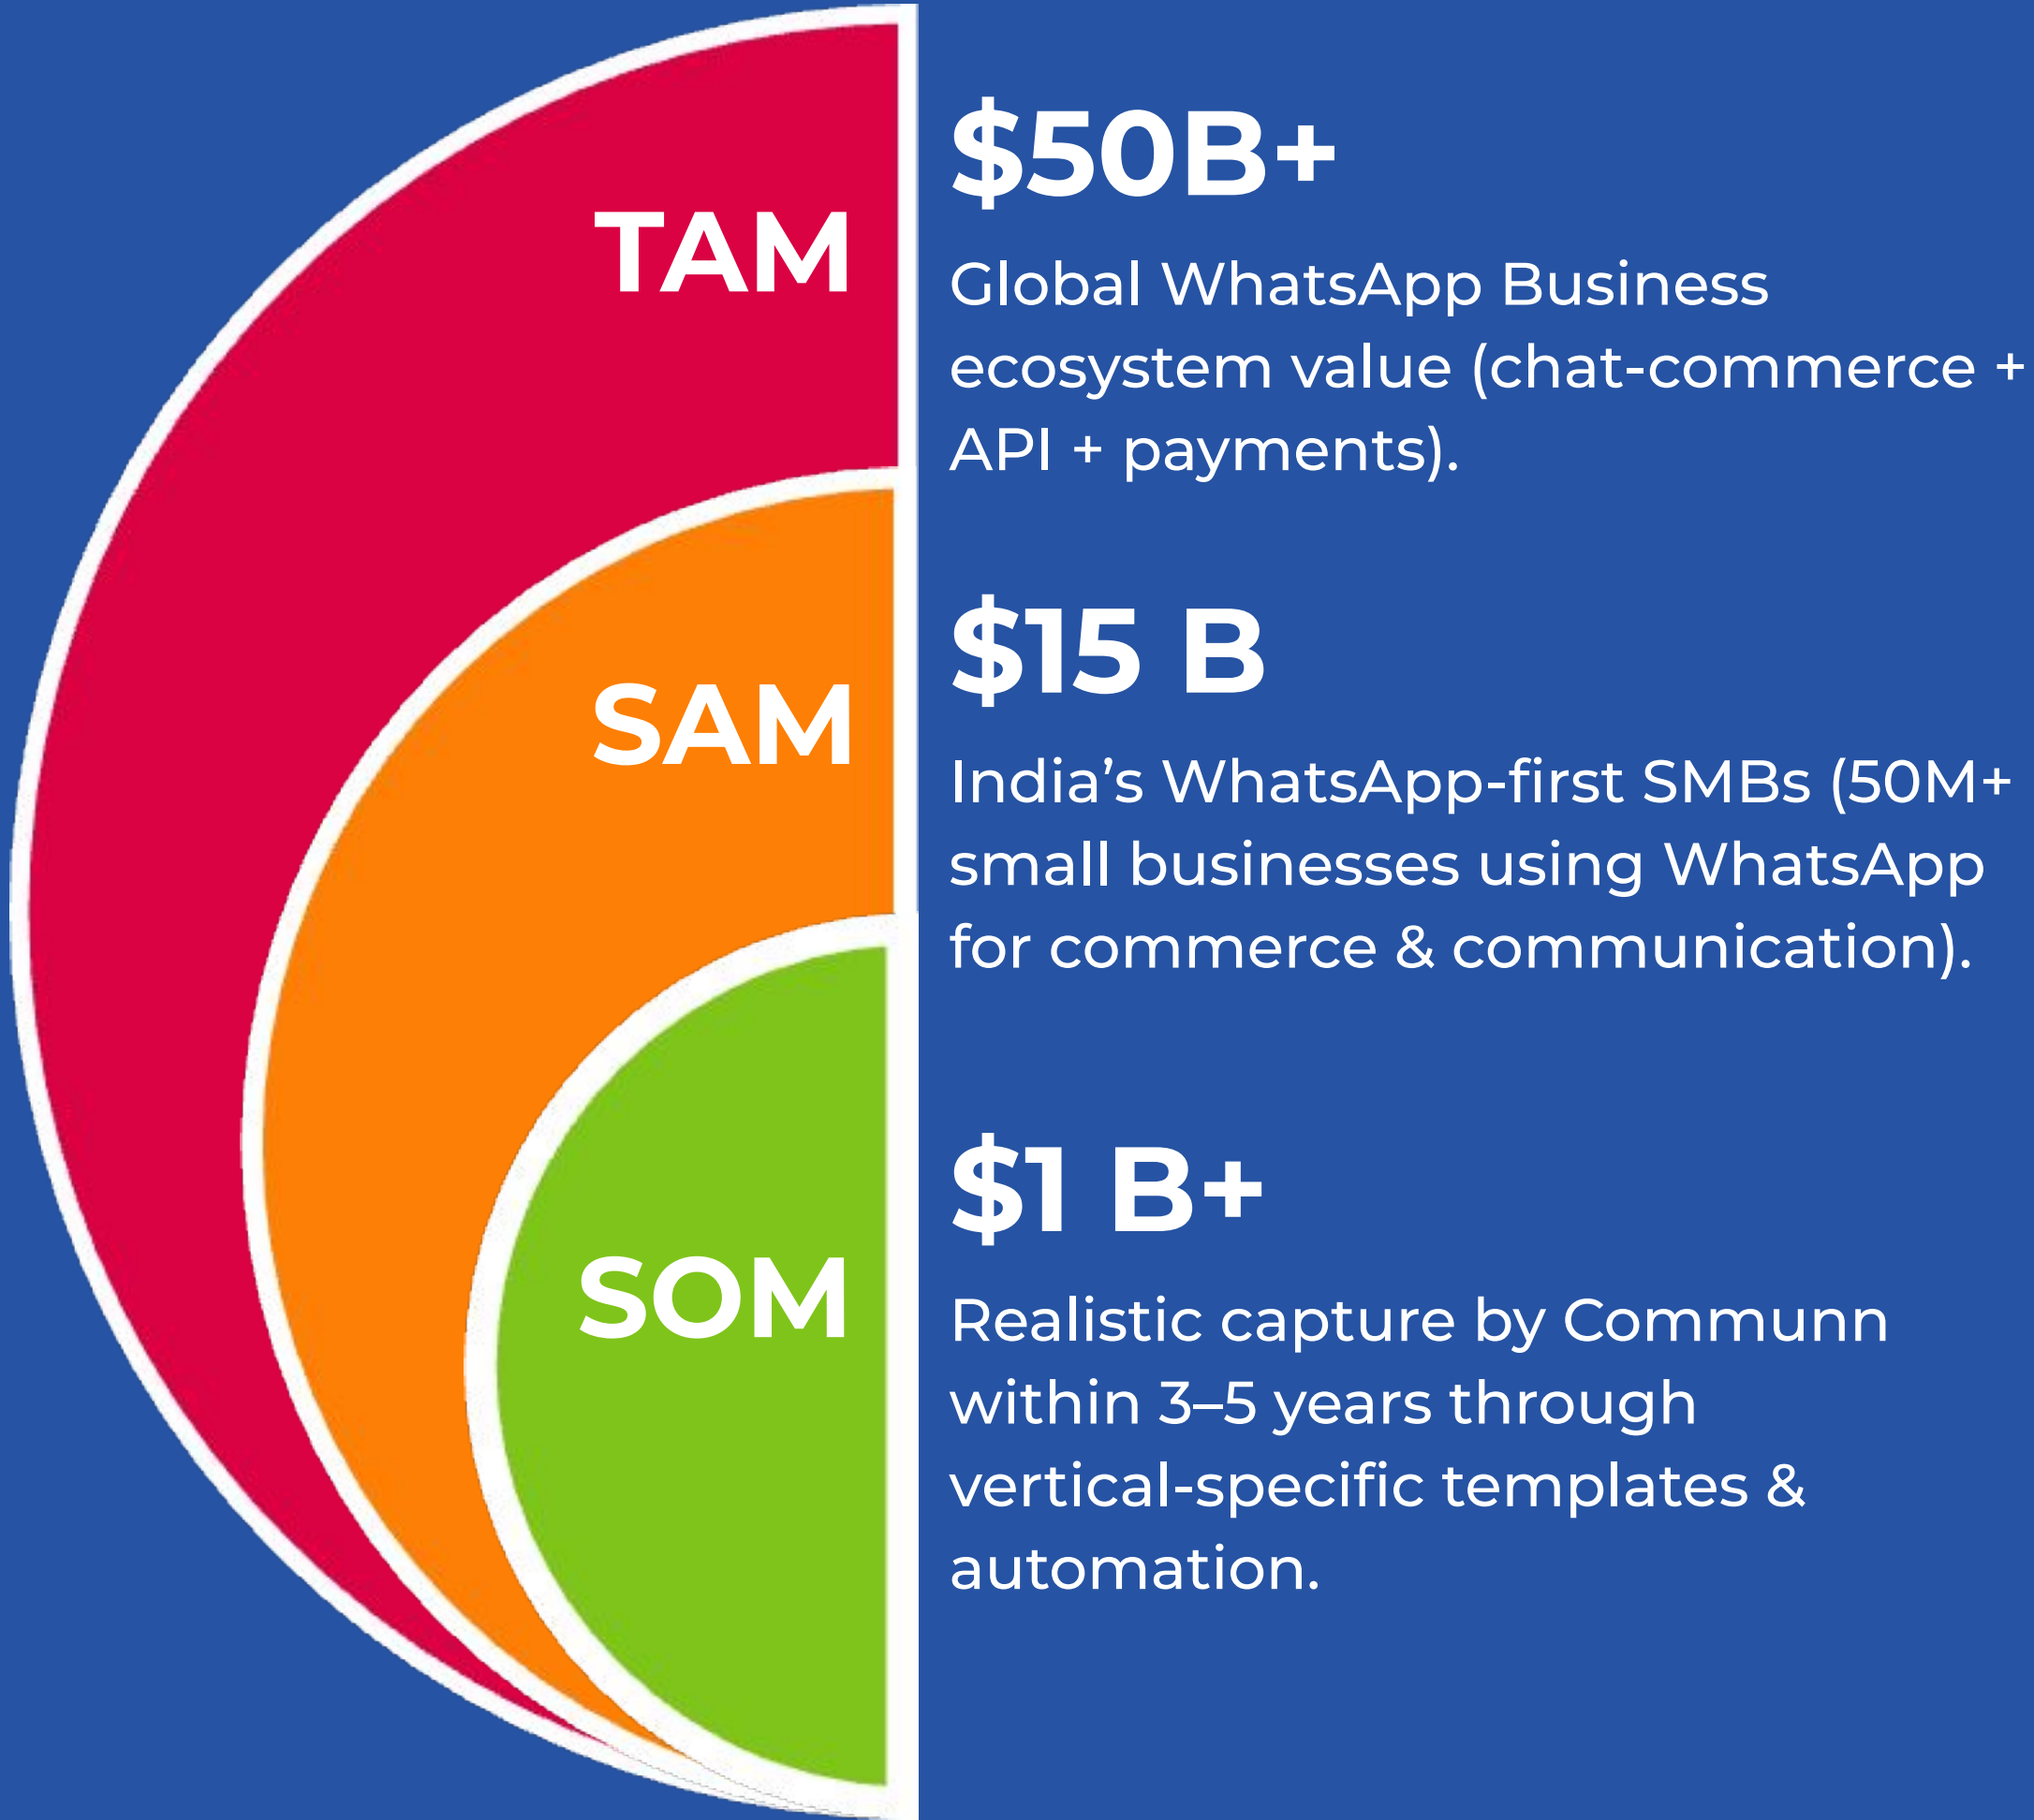 TAM
$50B+
Global WhatsApp Business
ecosystem value (chat-commerce +
API + payments).
SAM
$15 B
India’s WhatsApp-first SMBs (50M+
small businesses using WhatsApp
for commerce & communication).
SOM
$1 B+
Realistic capture by Communn
within 3–5 years through
vertical-specific templates &
automation.